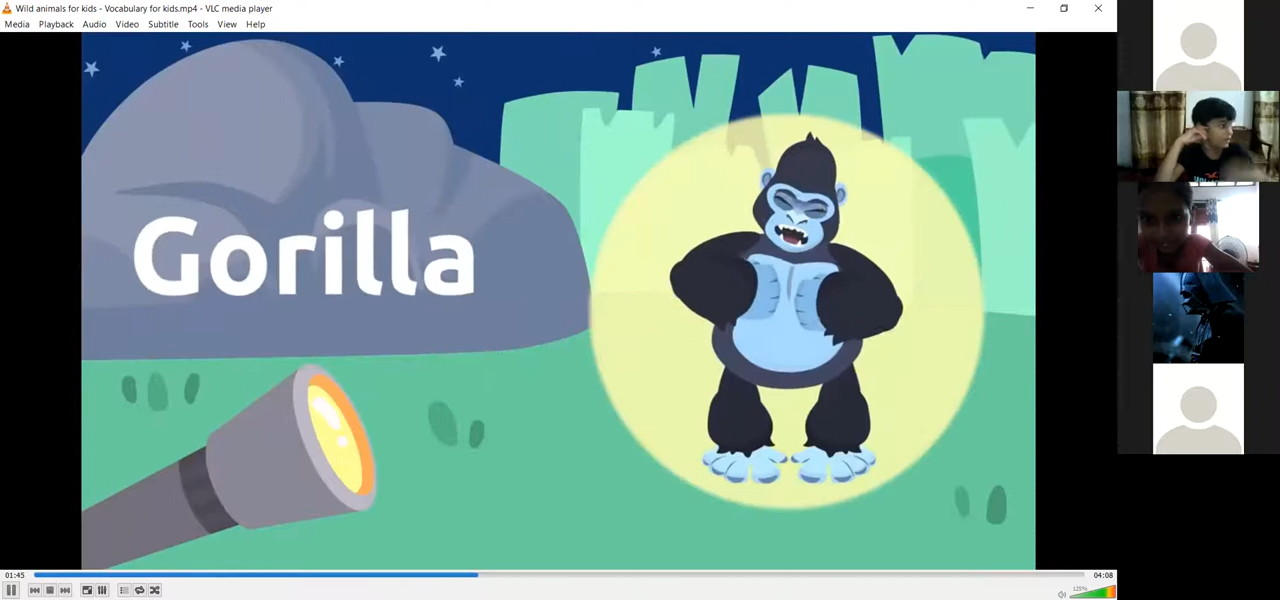 Wild animals for kids - Vocabulary for kids.mp4 - VLC media player
Media Playback Audio Video Subtitle Tools View Help
Gorilla
01:45
04:08
125%